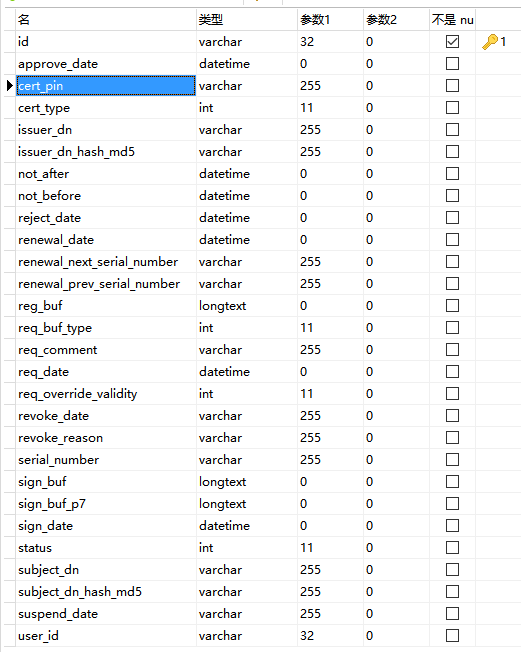 名 类型 参数1 参数2 不是 nu
id varchar 32 0 1
approve_date datetime 0 0
cert_pin varchar 255 0
cert_type int 11 0
issuer_dn varchar 255 0
issuer_dn_hash_md5 varchar 255 0
not_after datetime 0 0
not_before datetime 0 0
reject_date datetime 0 0
renewal_date datetime 0 0
renewal_next_serial_number varchar 255 0
renewal_prev_serial_number varchar 255 0
reg_buf longtext 0 0
req_buf_type int 11 0
req_comment varchar 255 0
req_date datetime 0 0
req_override_validity int 11 0
revoke_date varchar 255 0
revoke_reason varchar 255 0
serial_number varchar 255 0
sign_buf longtext 0 0
sign_buf_p7 longtext 0 0
sign_date datetime 0 0
status int 11 0
subject_dn varchar 255 0
subject_dn_hash_md5 varchar 255 0
suspend_date varchar 255 0
user_id varchar 32 0